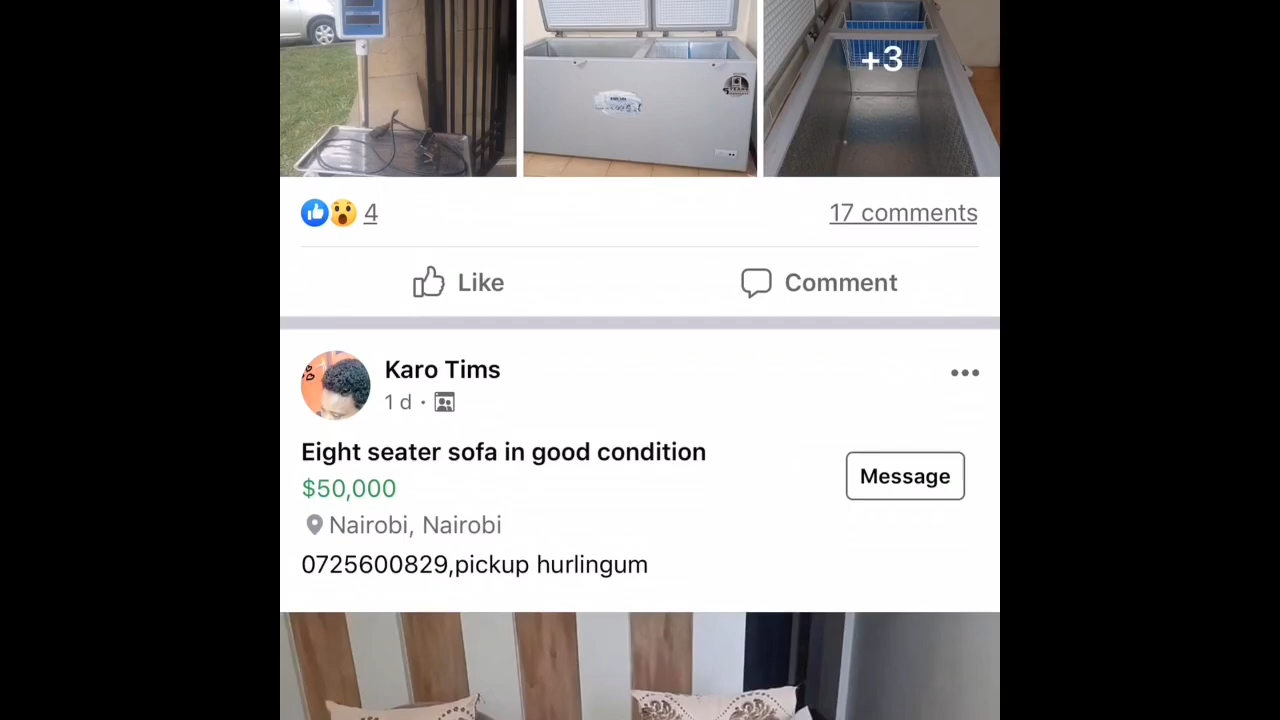 +3
4
17 comments
Like
Comment
Karo Tims
1 d ·
Eight seater sofa in good condition
$50,000
Message
Nairobi, Nairobi
0725600829,pickup hurlingum